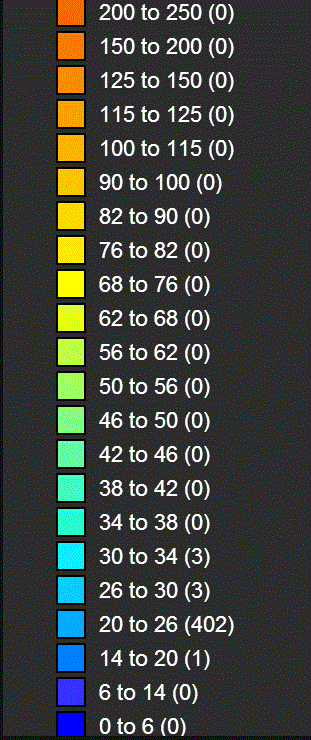 200 to 250 (0)
150 to 200 (0)
125 to 150 (0)
115 to 125 (0)
100 to 115 (0)
90 to 100 (0)
82 to 90 (0)
76 to 82 (0)
68 to 76 (0)
62 to 68 (0)
56 to 62 (0)
50 to 56 (0)
46 to 50 (0)
42 to 46 (0)
38 to 42 (0)
34 to 38 (0)
30 to 34 (3)
26 to 30 (3)
20 to 26 (402)
14 to 20 (1)
6 to 14 (0)
0 to 6 (0)